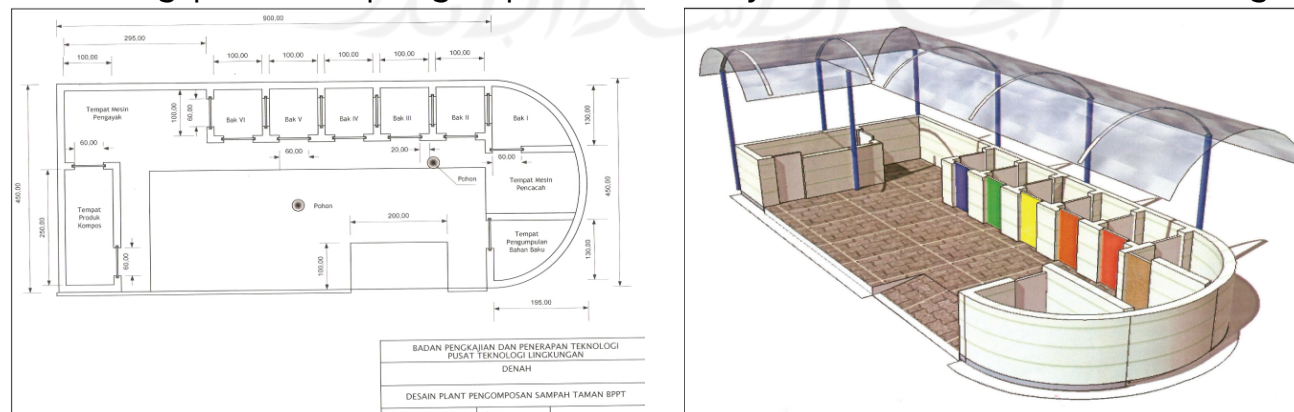 900,00
295,00
100,00
100,00
100,00
100,00
100,00
100,00
Tempat Mesin
Pengayak
100,00
60,00
Bak VI
Bak V
Bak IV
Bak III
Bak II
Bak I
130,00
60,00
60,00
20,00
60,00
Pohon
Tempat Mesin
Pencacah
450,00
450,00
250,00
Tempat
Produk
Kompos
Pohon
200,00
Tempat
Pengumpulan
Bahan Baku
130,00
60,00
100,00
195,00
BADAN PENGKAJIAN DAN PENERAPAN TEKNOLOGI
PUSAT TEKNOLOGI LINGKUNGAN
DENAH
DESAIN PLANT PENGOMPOSAN SAMPAH TAMAN BPPT